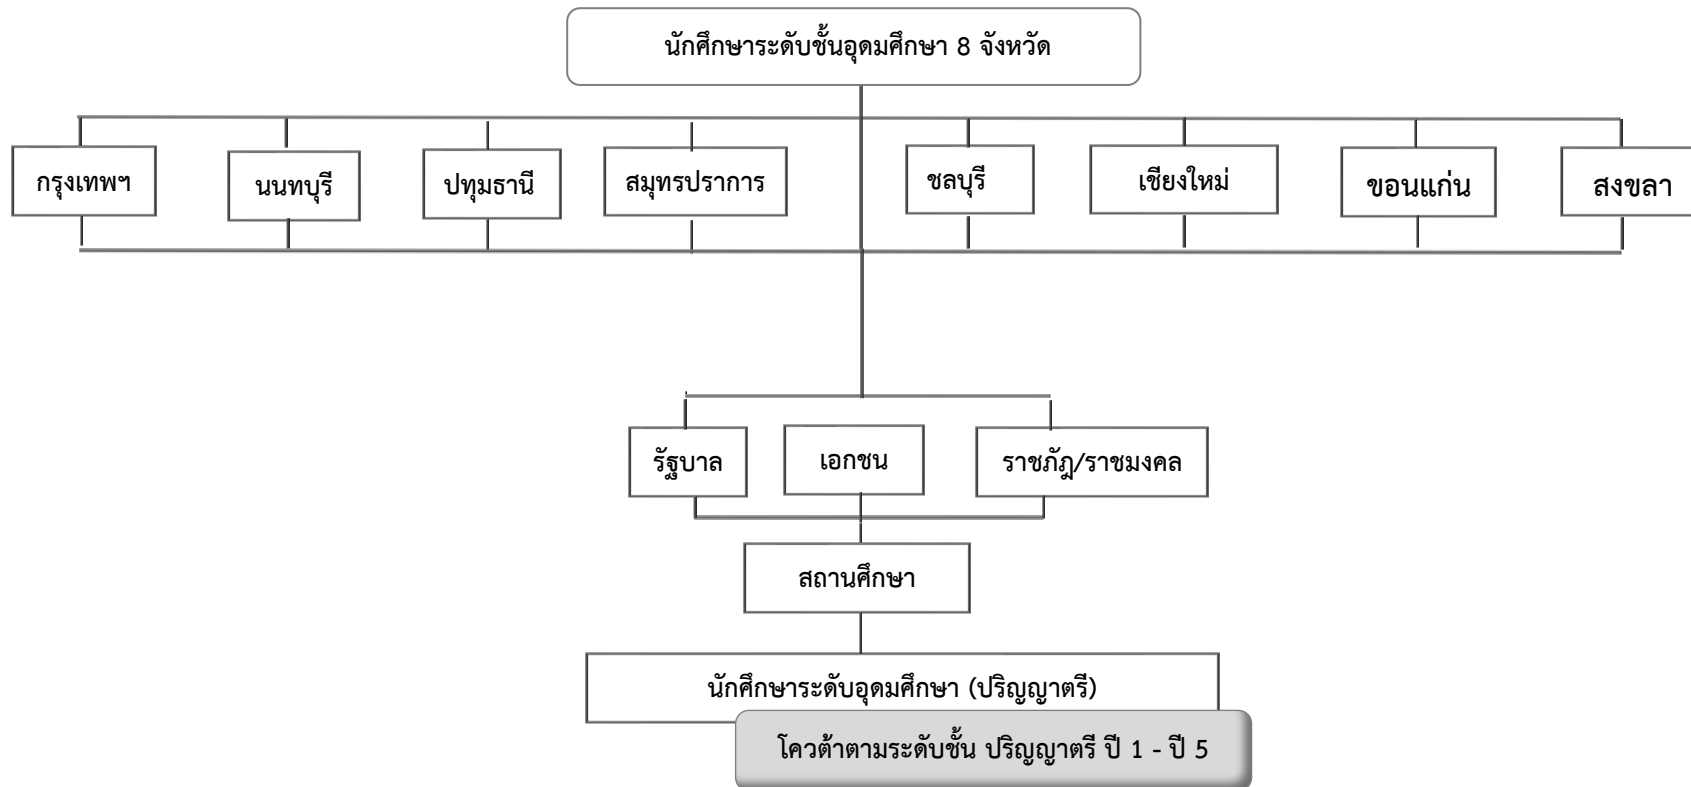 นักศึกษาระดับชั้นอุดมศึกษา 8 จังหวัด
กรุงเทพฯ
นนทบุรี
ปทุมธานี
สมุทรปราการ
ชลบุรี
เชียงใหม่
ขอนแก่น
สงขลา
รัฐบาล
เอกชน
ราชภัฎ/ราชมงคล
สถานศึกษา
นักศึกษาระดับอุดมศึกษา (ปริญญาตรี)
โควต้าตามระดับชั้น ปริญญาตรี ปี 1 - ปี 5